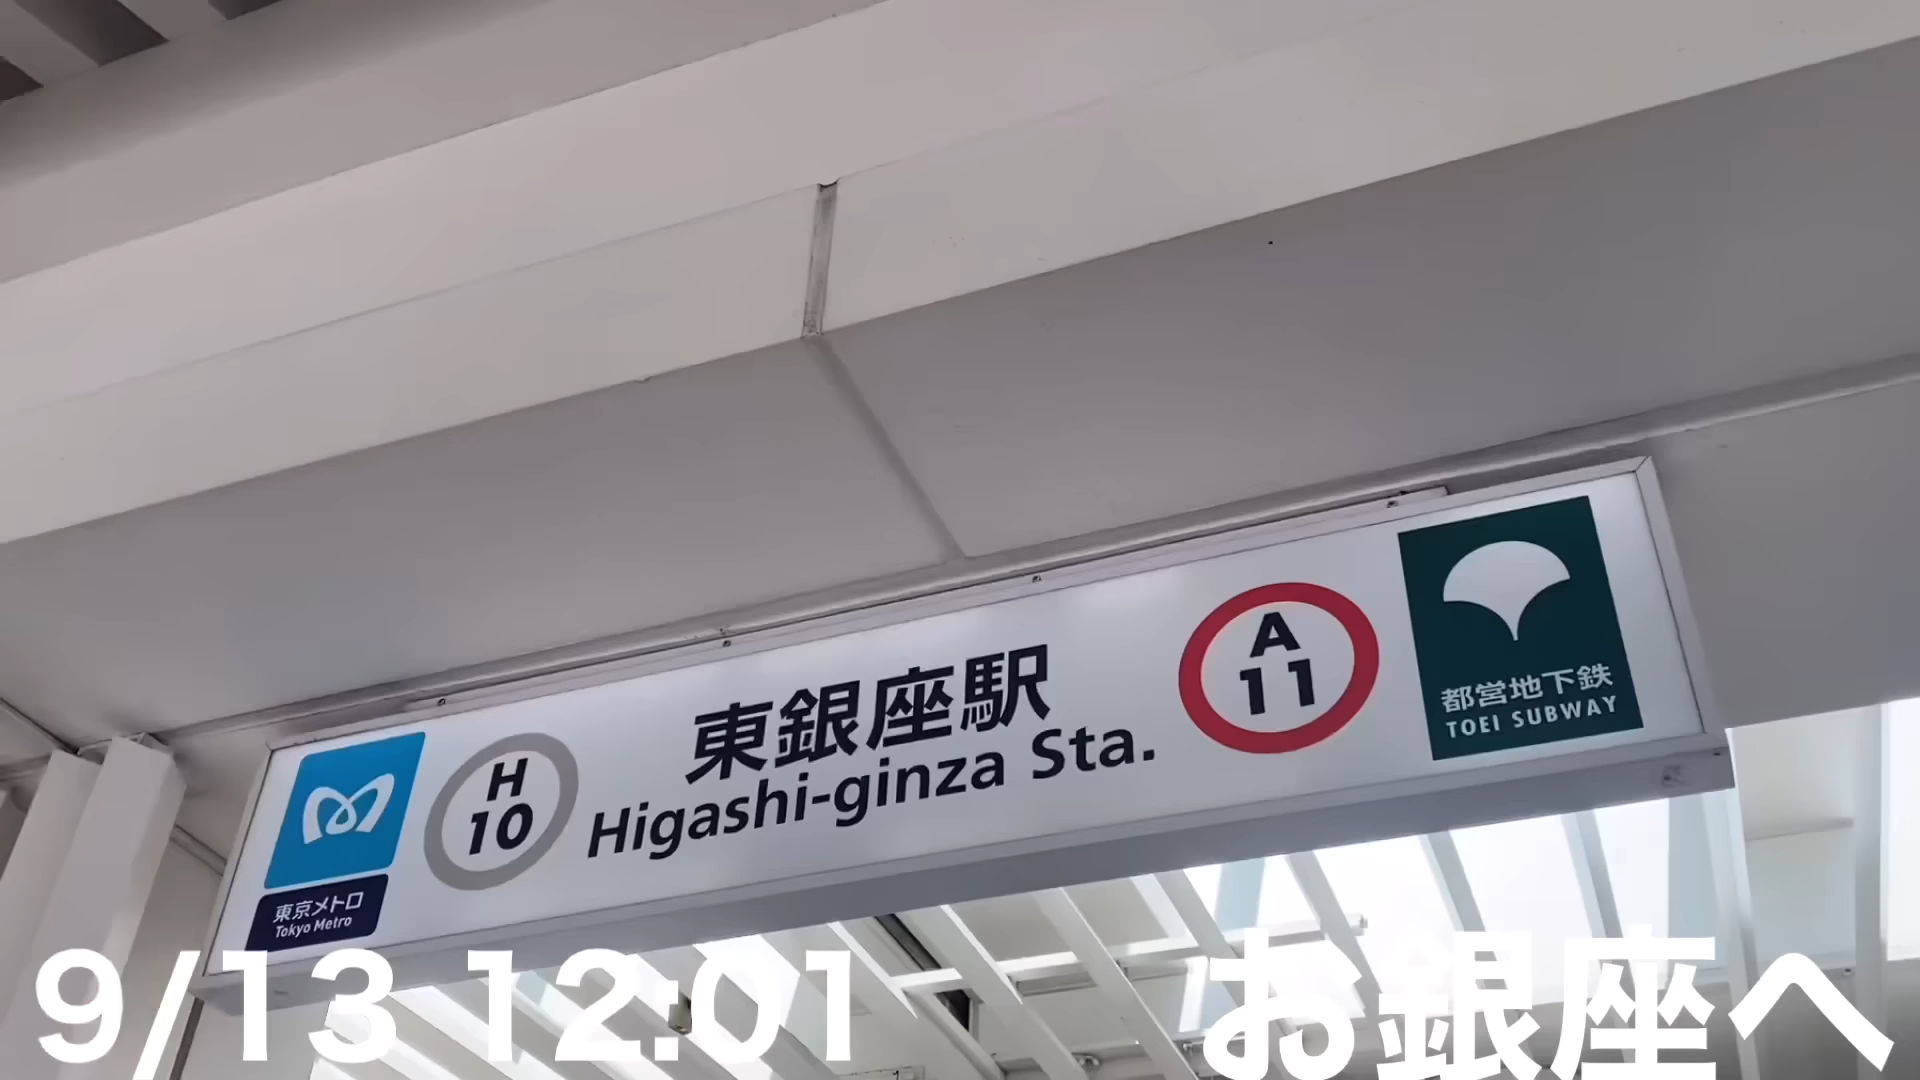 東京メトロ
Tokyo Metro
H
10
東銀座駅
Higashi-ginza Sta.
A
11
都営地下鉄
TOEI SUBWAY
9/13 12:01
お銀座へ